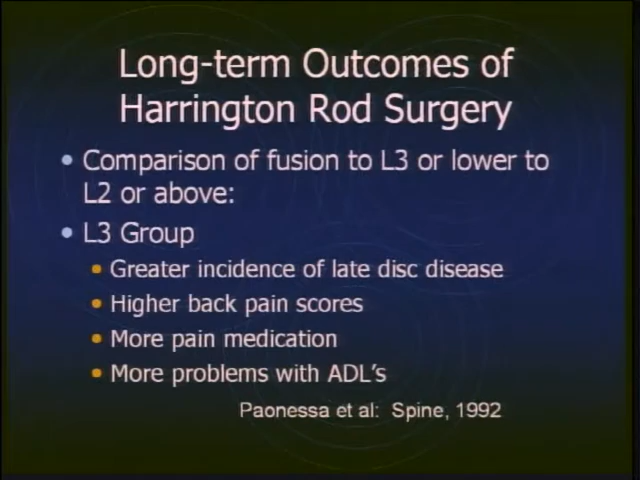 Long-term Outcomes of
Harrington Rod Surgery
• Comparison of fusion to L3 or lower to
L2 or above:
• L3 Group
• Greater incidence of late disc disease
• Higher back pain scores
• More pain medication
• More problems with ADL's
Paonessa et al: Spine, 1992